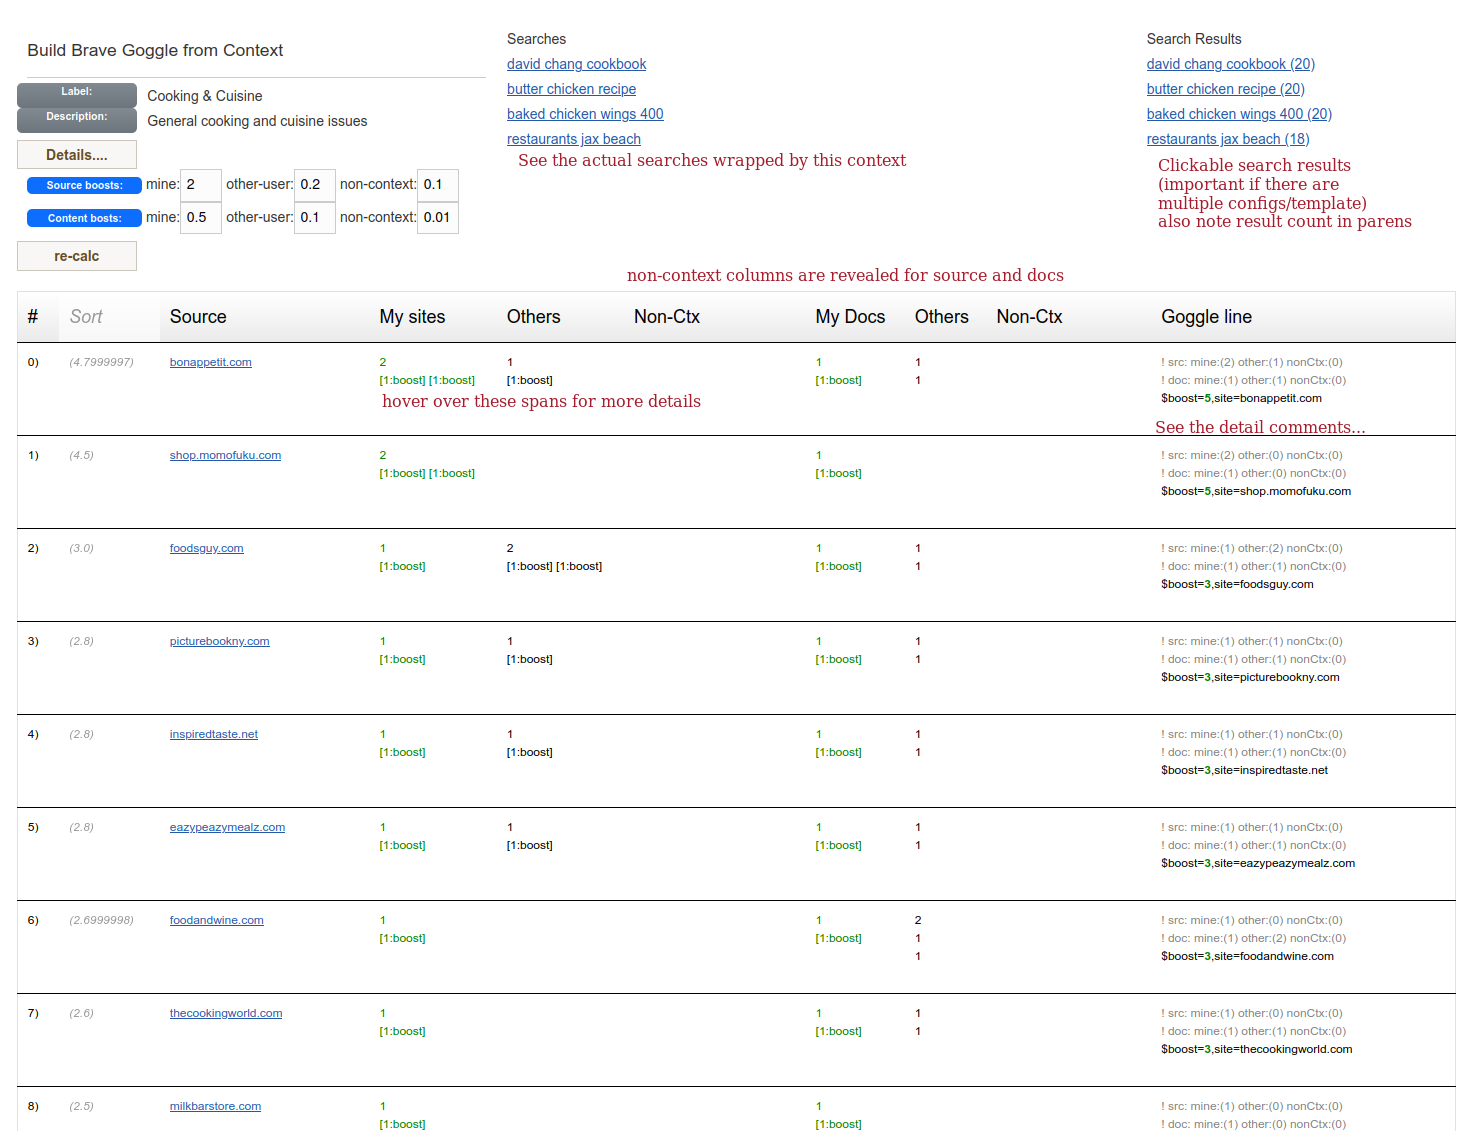 Build Brave Goggle from Context
Label: Cooking & Cuisine
Description: General cooking and cuisine issues
Details....
Source boosts: mine: 2 other-user: 0.2 non-context: 0.1
Content bosts: mine: 0.5 other-user: 0.1 non-context: 0.01
re-calc
Searches
david chang cookbook
butter chicken recipe
baked chicken wings 400
restaurants jax beach
See the actual searches wrapped by this context
Search Results
david chang cookbook (20)
butter chicken recipe (20)
baked chicken wings 400 (20)
restaurants jax beach (18)
Clickable search results
(important if there are
multiple configs/template)
also note result count in parens
non-context columns are revealed for source and docs
# Sort Source My sites Others Non-Ctx My Docs Others Non-Ctx Goggle line
0) (4.7999997) bonappetit.com 2 1 1 1 ! src: mine:(2) other:(1) nonCtx:(0)
[1:boost] [1:boost] [1:boost] [1:boost] 1 ! doc: mine:(1) other:(1) nonCtx:(0)
$boost=5,site=bonappetit.com
hover over these spans for more details
See the detail comments...
1) (4.5) shop.momofuku.com 2 1 ! src: mine:(2) other:(0) nonCtx:(0)
[1:boost] [1:boost] [1:boost] ! doc: mine:(1) other:(0) nonCtx:(0)
$boost=5,site=shop.momofuku.com
2) (3.0) foodsguy.com 1 2 1 1 ! src: mine:(1) other:(2) nonCtx:(0)
[1:boost] [1:boost] [1:boost] [1:boost] 1 ! doc: mine:(1) other:(1) nonCtx:(0)
$boost=3,site=foodsguy.com
3) (2.8) picturebookny.com 1 1 1 1 ! src: mine:(1) other:(1) nonCtx:(0)
[1:boost] [1:boost] [1:boost] 1 ! doc: mine:(1) other:(1) nonCtx:(0)
$boost=3,site=picturebookny.com
4) (2.8) inspiredtaste.net 1 1 1 1 ! src: mine:(1) other:(1) nonCtx:(0)
[1:boost] [1:boost] [1:boost] 1 ! doc: mine:(1) other:(1) nonCtx:(0)
$boost=3,site=inspiredtaste.net
5) (2.8) eazypeazymealz.com 1 1 1 1 ! src: mine:(1) other:(1) nonCtx:(0)
[1:boost] [1:boost] [1:boost] 1 ! doc: mine:(1) other:(1) nonCtx:(0)
$boost=3,site=eazypeazymealz.com
6) (2.6999998) foodandwine.com 1 1 2 ! src: mine:(1) other:(0) nonCtx:(0)
[1:boost] [1:boost] 1 ! doc: mine:(1) other:(2) nonCtx:(0)
1 $boost=3,site=foodandwine.com
7) (2.6) thecookingworld.com 1 1 1 ! src: mine:(1) other:(0) nonCtx:(0)
[1:boost] [1:boost] 1 ! doc: mine:(1) other:(1) nonCtx:(0)
$boost=3,site=thecookingworld.com
8) (2.5) milkbarstore.com 1 1 ! src: mine:(1) other:(0) nonCtx:(0)
[1:boost] [1:boost] ! doc: mine:(1) other:(0) nonCtx:(0)